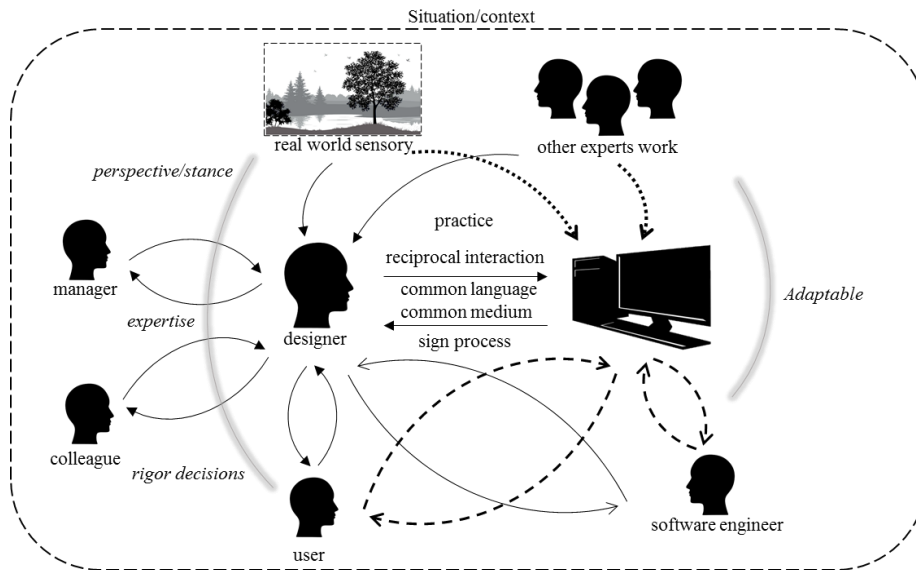 Situation/context
real world sensory
other experts work
perspective/stance
practice
manager
reciprocal interaction
common language
Adaptable
expertise
common medium
designer
sign process
colleague
rigor decisions
software engineer
user